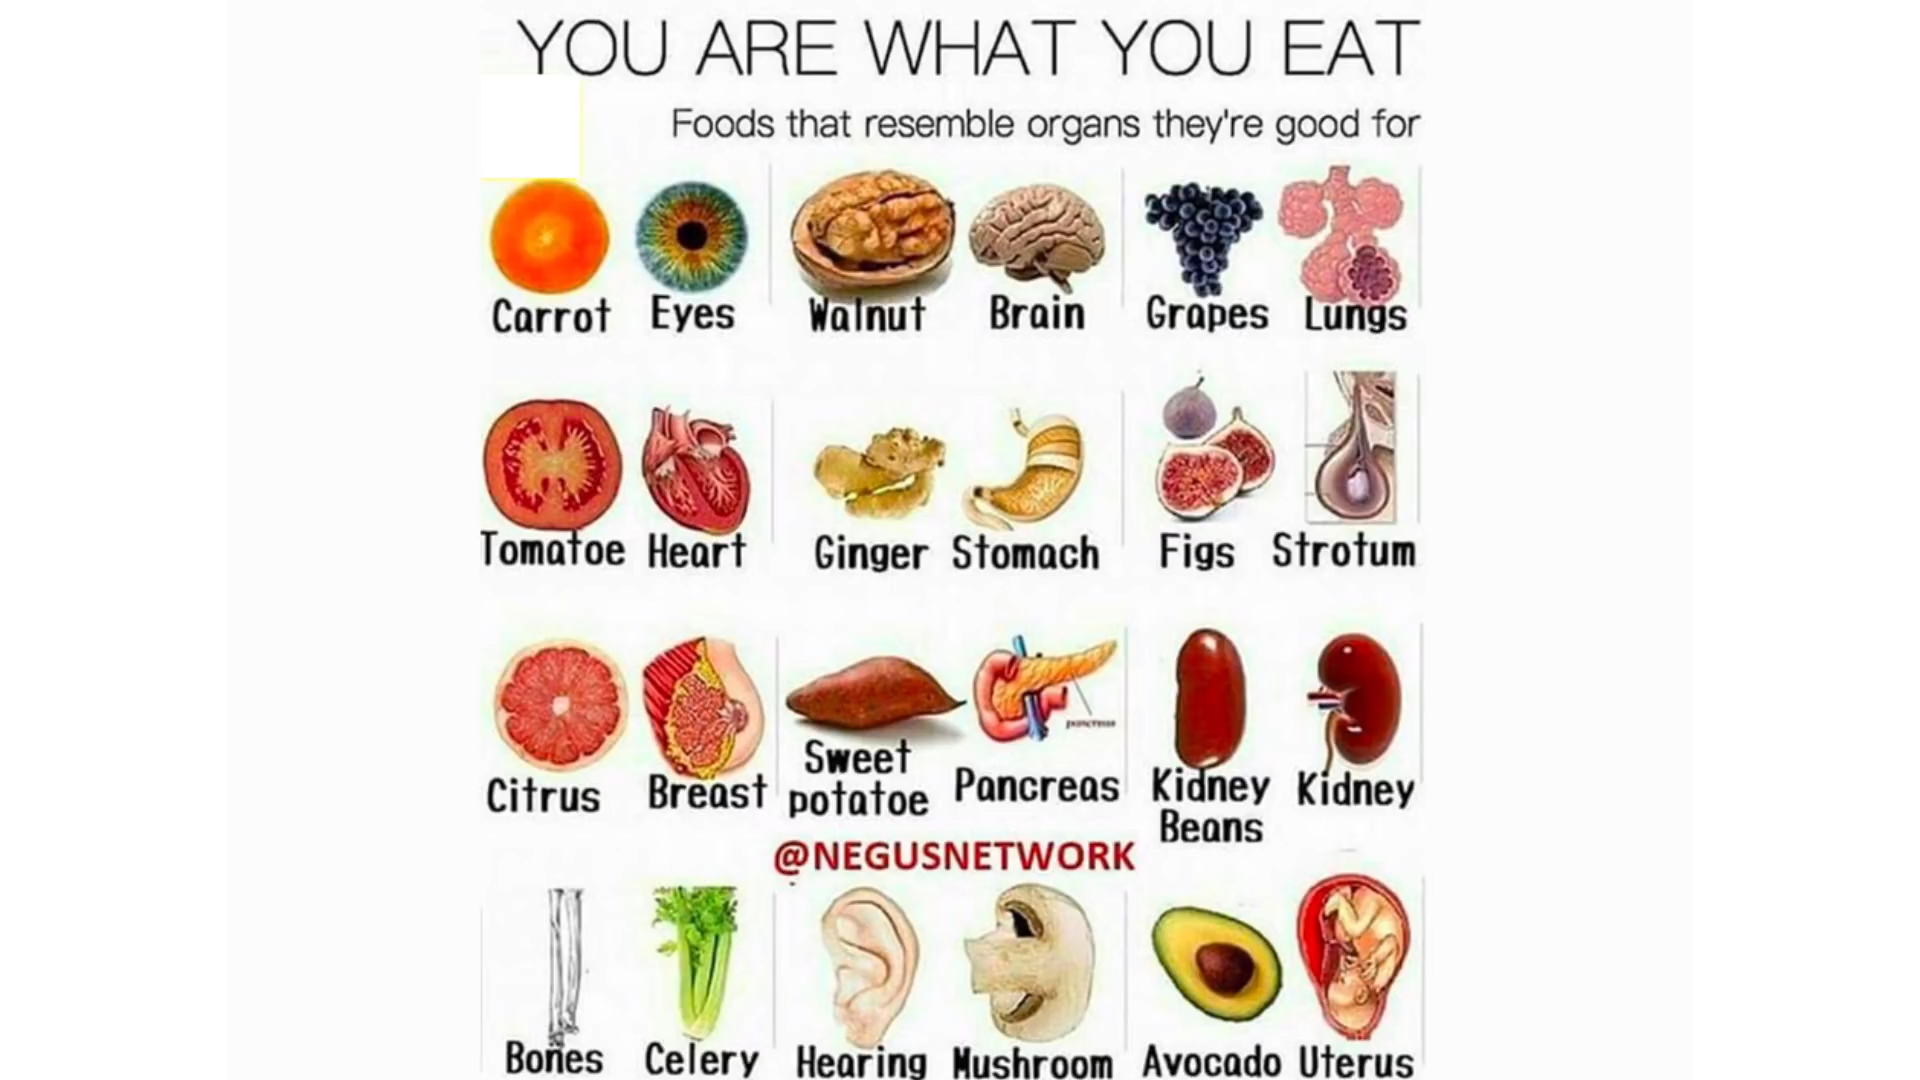 YOU ARE WHAT YOU EAT
Foods that resemble organs they're good for
Carrot Eyes Walnut Brain Grapes Lungs
Tomatoe Heart Ginger Stomach Figs Strotum
pancreas
Citrus Breast Sweet potatoe Pancreas Kidney Beans Kidney
@NEGUSNETWORK
Bones Celery Hearing Mushroom Avocado Uterus